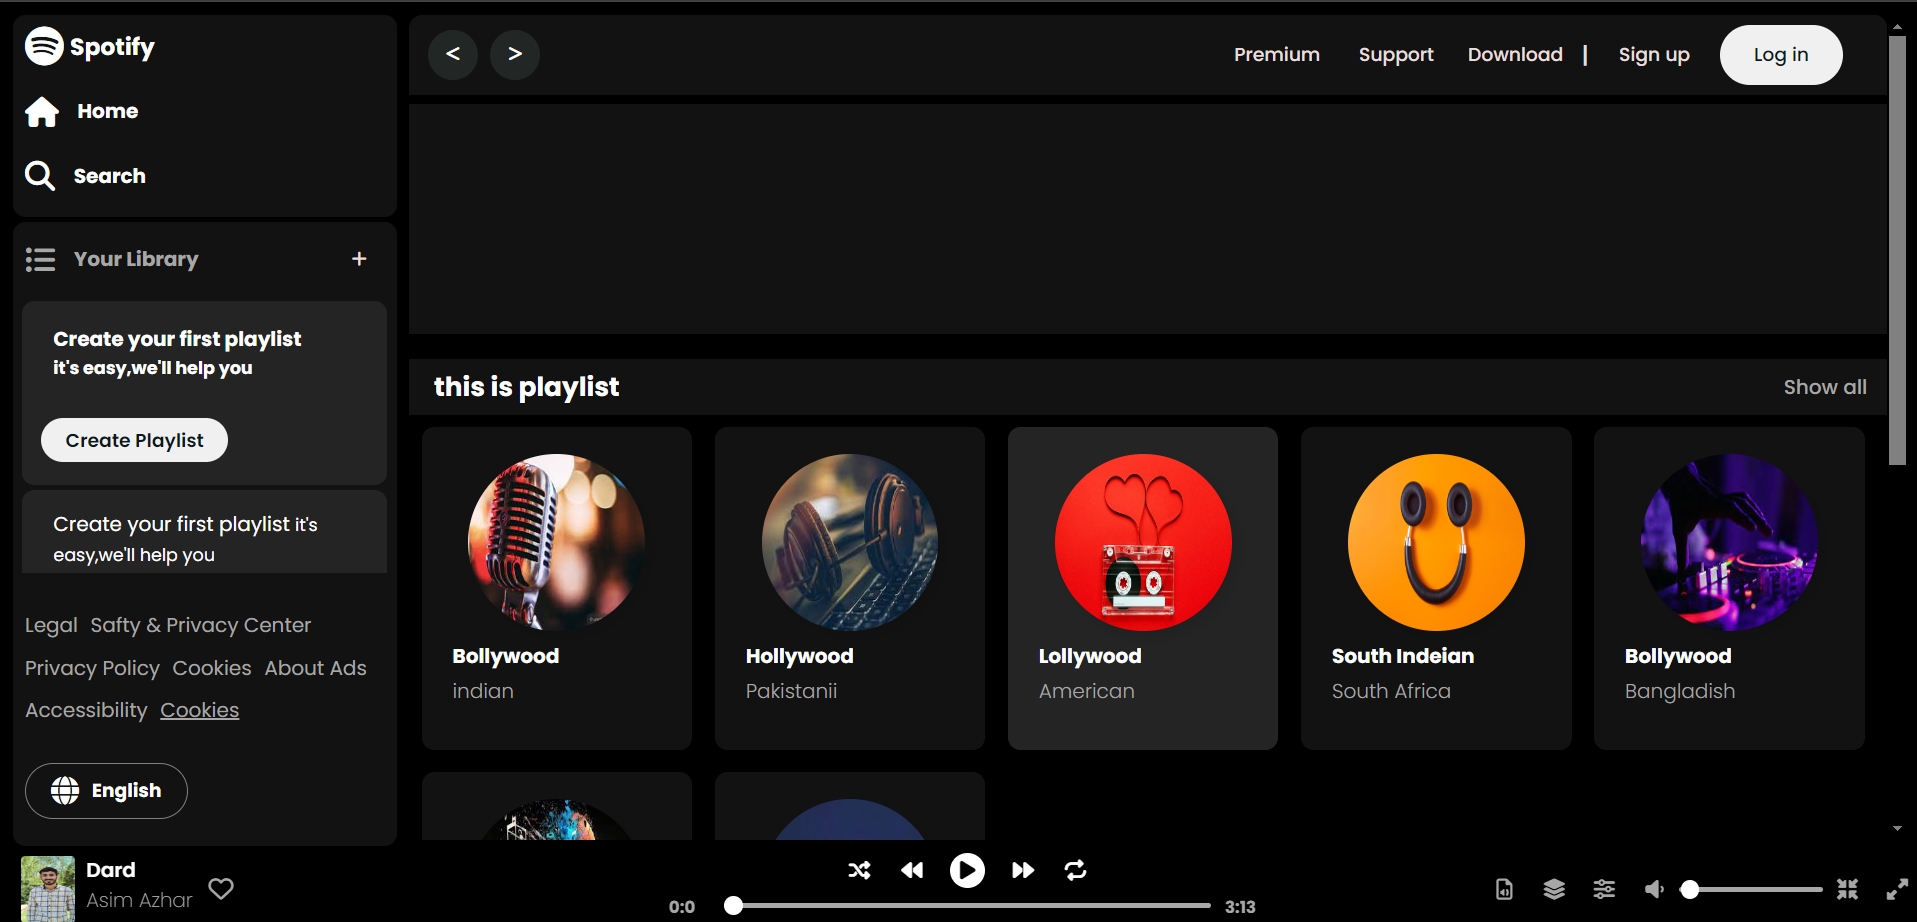 Spotify
Home
Search
Your Library +
Create your first playlist
it's easy,we'll help you
Create Playlist
Create your first playlist it's
easy,we'll help you
Legal Safty & Privacy Center
Privacy Policy Cookies About Ads
Accessibility Cookies
English
< > Premium Support Download | Sign up Log in
this is playlist Show all
Bollywood Hollywood Lollywood South Indeian Bollywood
indian Pakistanii American South Africa Bangladish
Dard
Asim Azhar
0:0 3:13